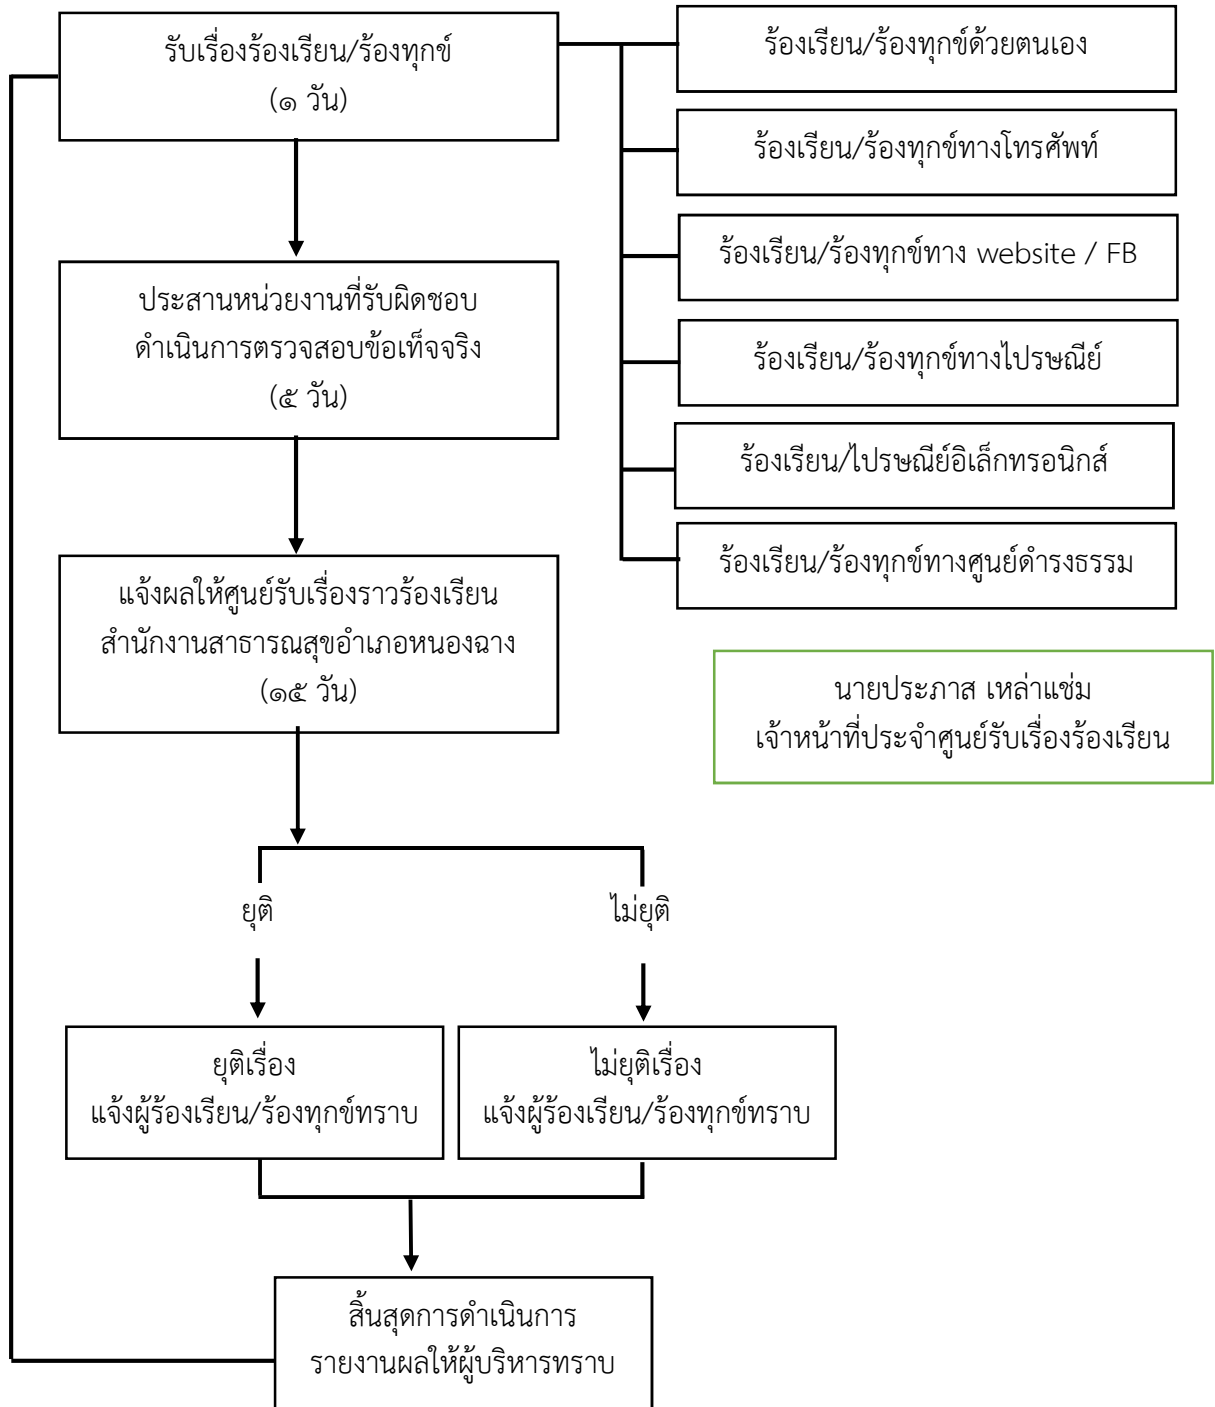 รับเรื่องร้องเรียน/ร้องทุกข์
(๑ วัน)
ร้องเรียน/ร้องทุกข์ด้วยตนเอง
ร้องเรียน/ร้องทุกข์ทางโทรศัพท์
ร้องเรียน/ร้องทุกข์ทาง website / FB
ร้องเรียน/ร้องทุกข์ทางไปรษณีย์
ร้องเรียน/ไปรษณีย์อิเล็กทรอนิกส์
ร้องเรียน/ร้องทุกข์ทางศูนย์ดำรงธรรม
ประสานหน่วยงานที่รับผิดชอบ
ดำเนินการตรวจสอบข้อเท็จจริง
(๕ วัน)
แจ้งผลให้ศูนย์รับเรื่องราวร้องเรียน
สำนักงานสาธารณสุขอำเภอหนองฉาง
(๑๕ วัน)
นายประภาส เหล่าแช่ม
เจ้าหน้าที่ประจำศูนย์รับเรื่องร้องเรียน
ยุติ
ไม่ยุติ
ยุติเรื่อง
แจ้งผู้ร้องเรียน/ร้องทุกข์ทราบ
ไม่ยุติเรื่อง
แจ้งผู้ร้องเรียน/ร้องทุกข์ทราบ
สิ้นสุดการดำเนินการ
รายงานผลให้ผู้บริหารทราบ